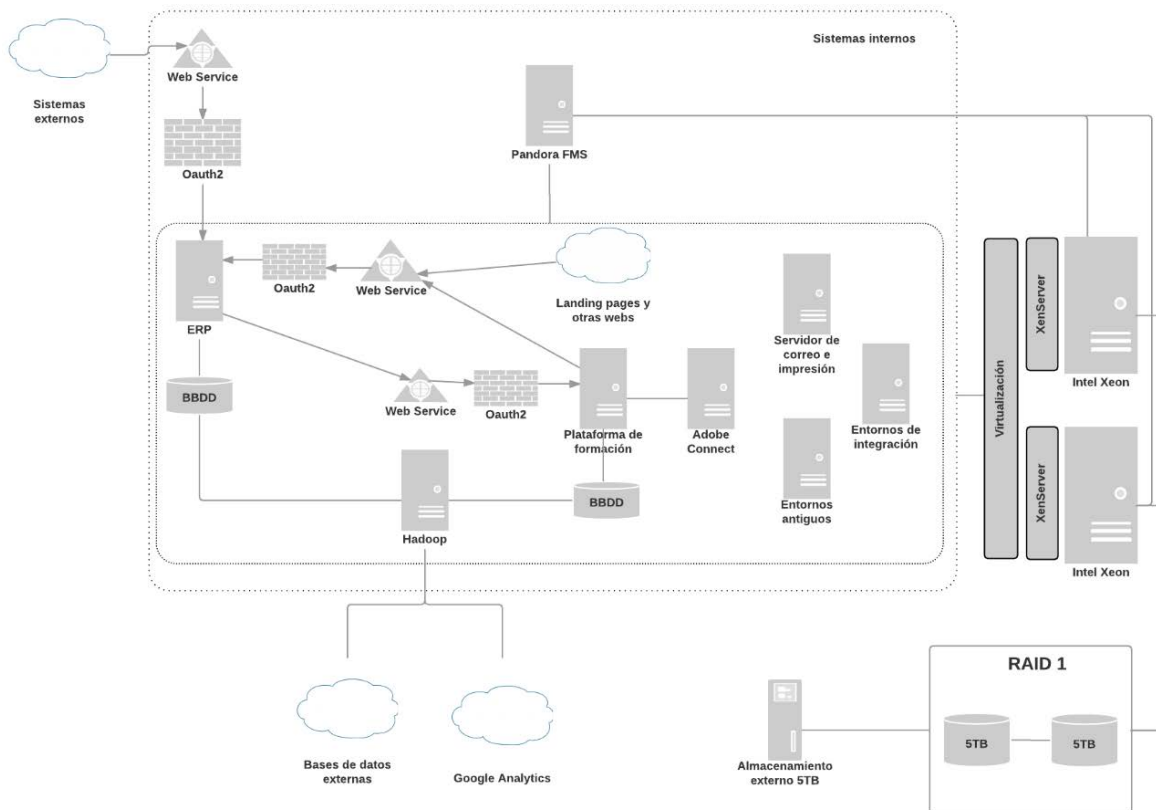 Sistemas internos
Web Service
Sistemas
externos
Oauth2
Pandora FMS
ERP
Oauth2
Web Service
Landing pages y
otras webs
Servidor de
correo e
impresión
BBDD
Web Service
Oauth2
Plataforma de
formación
Adobe
Connect
Entornos de
integración
BBDD
Entornos
antiguos
Hadoop
Virtualización
XenServer
Intel Xeon
XenServer
Intel Xeon
Bases de datos
externas
Google Analytics
Almacenamiento
externo 5TB
RAID 1
5TB
5TB